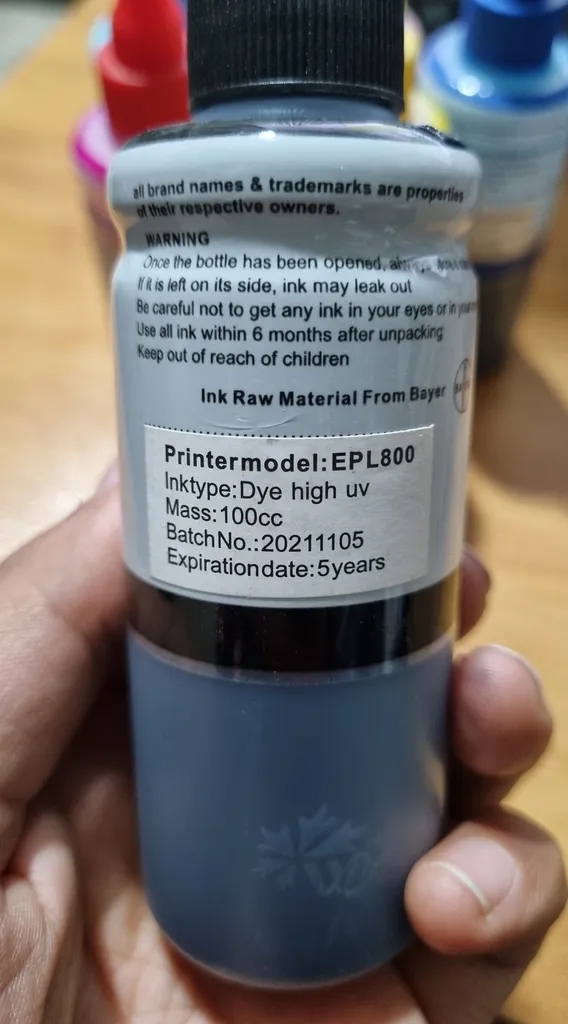 all brand names & trademarks are properties
of their respective owners.
WARNING
Once the bottle has been opened,
If it is left on its side, ink may leak out
Be careful not to get any ink in your eyes or in your
Use all ink within 6 months after unpacking
Keep out of reach of children
Ink Raw Material From Bayer
Printermodel:EPL800
Inktype:Dye high uv
Mass:100cc
BatchNo.:20211105
Expirationdate:5years